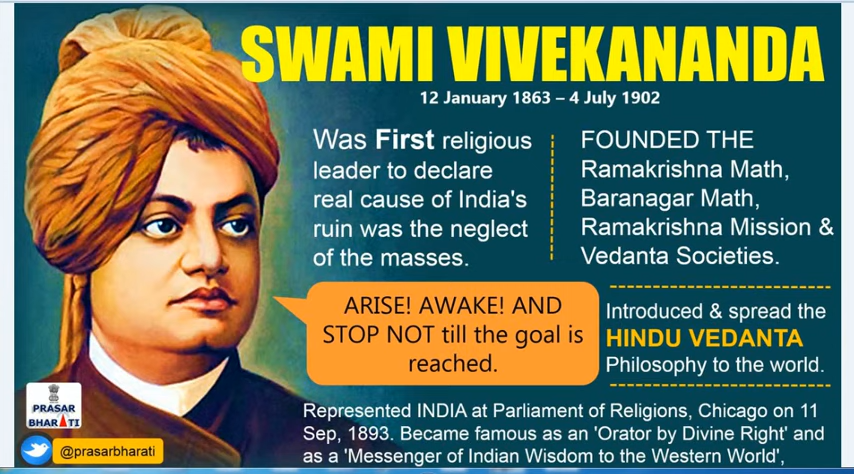 SWAMI VIVEKANANDA
12 January 1863 – 4 July 1902
Was First religious
leader to declare
real cause of India's
ruin was the neglect
of the masses.
FOUNDED THE
Ramakrishna Math,
Baranagar Math,
Ramakrishna Mission &
Vedanta Societies.
ARISE! AWAKE! AND
STOP NOT till the goal is
reached.
Introduced & spread the
HINDU VEDANTA
Philosophy to the world.
Represented INDIA at Parliament of Religions, Chicago on 11
Sep, 1893. Became famous as an 'Orator by Divine Right' and
as a 'Messenger of Indian Wisdom to the Western World',
PRASAR
BHARATI
@prasarbharati